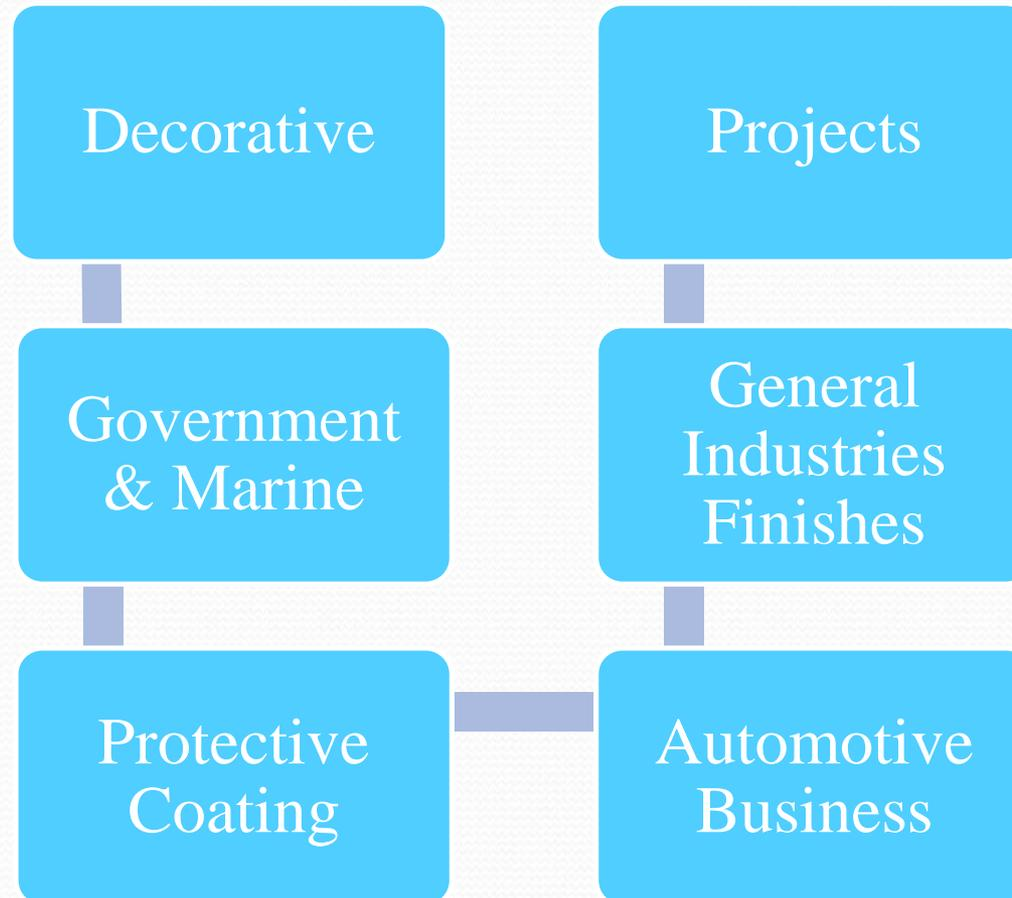 Decorative
Government
& Marine
Protective
Coating
Automotive
Business
General
Industries
Finishes
Projects